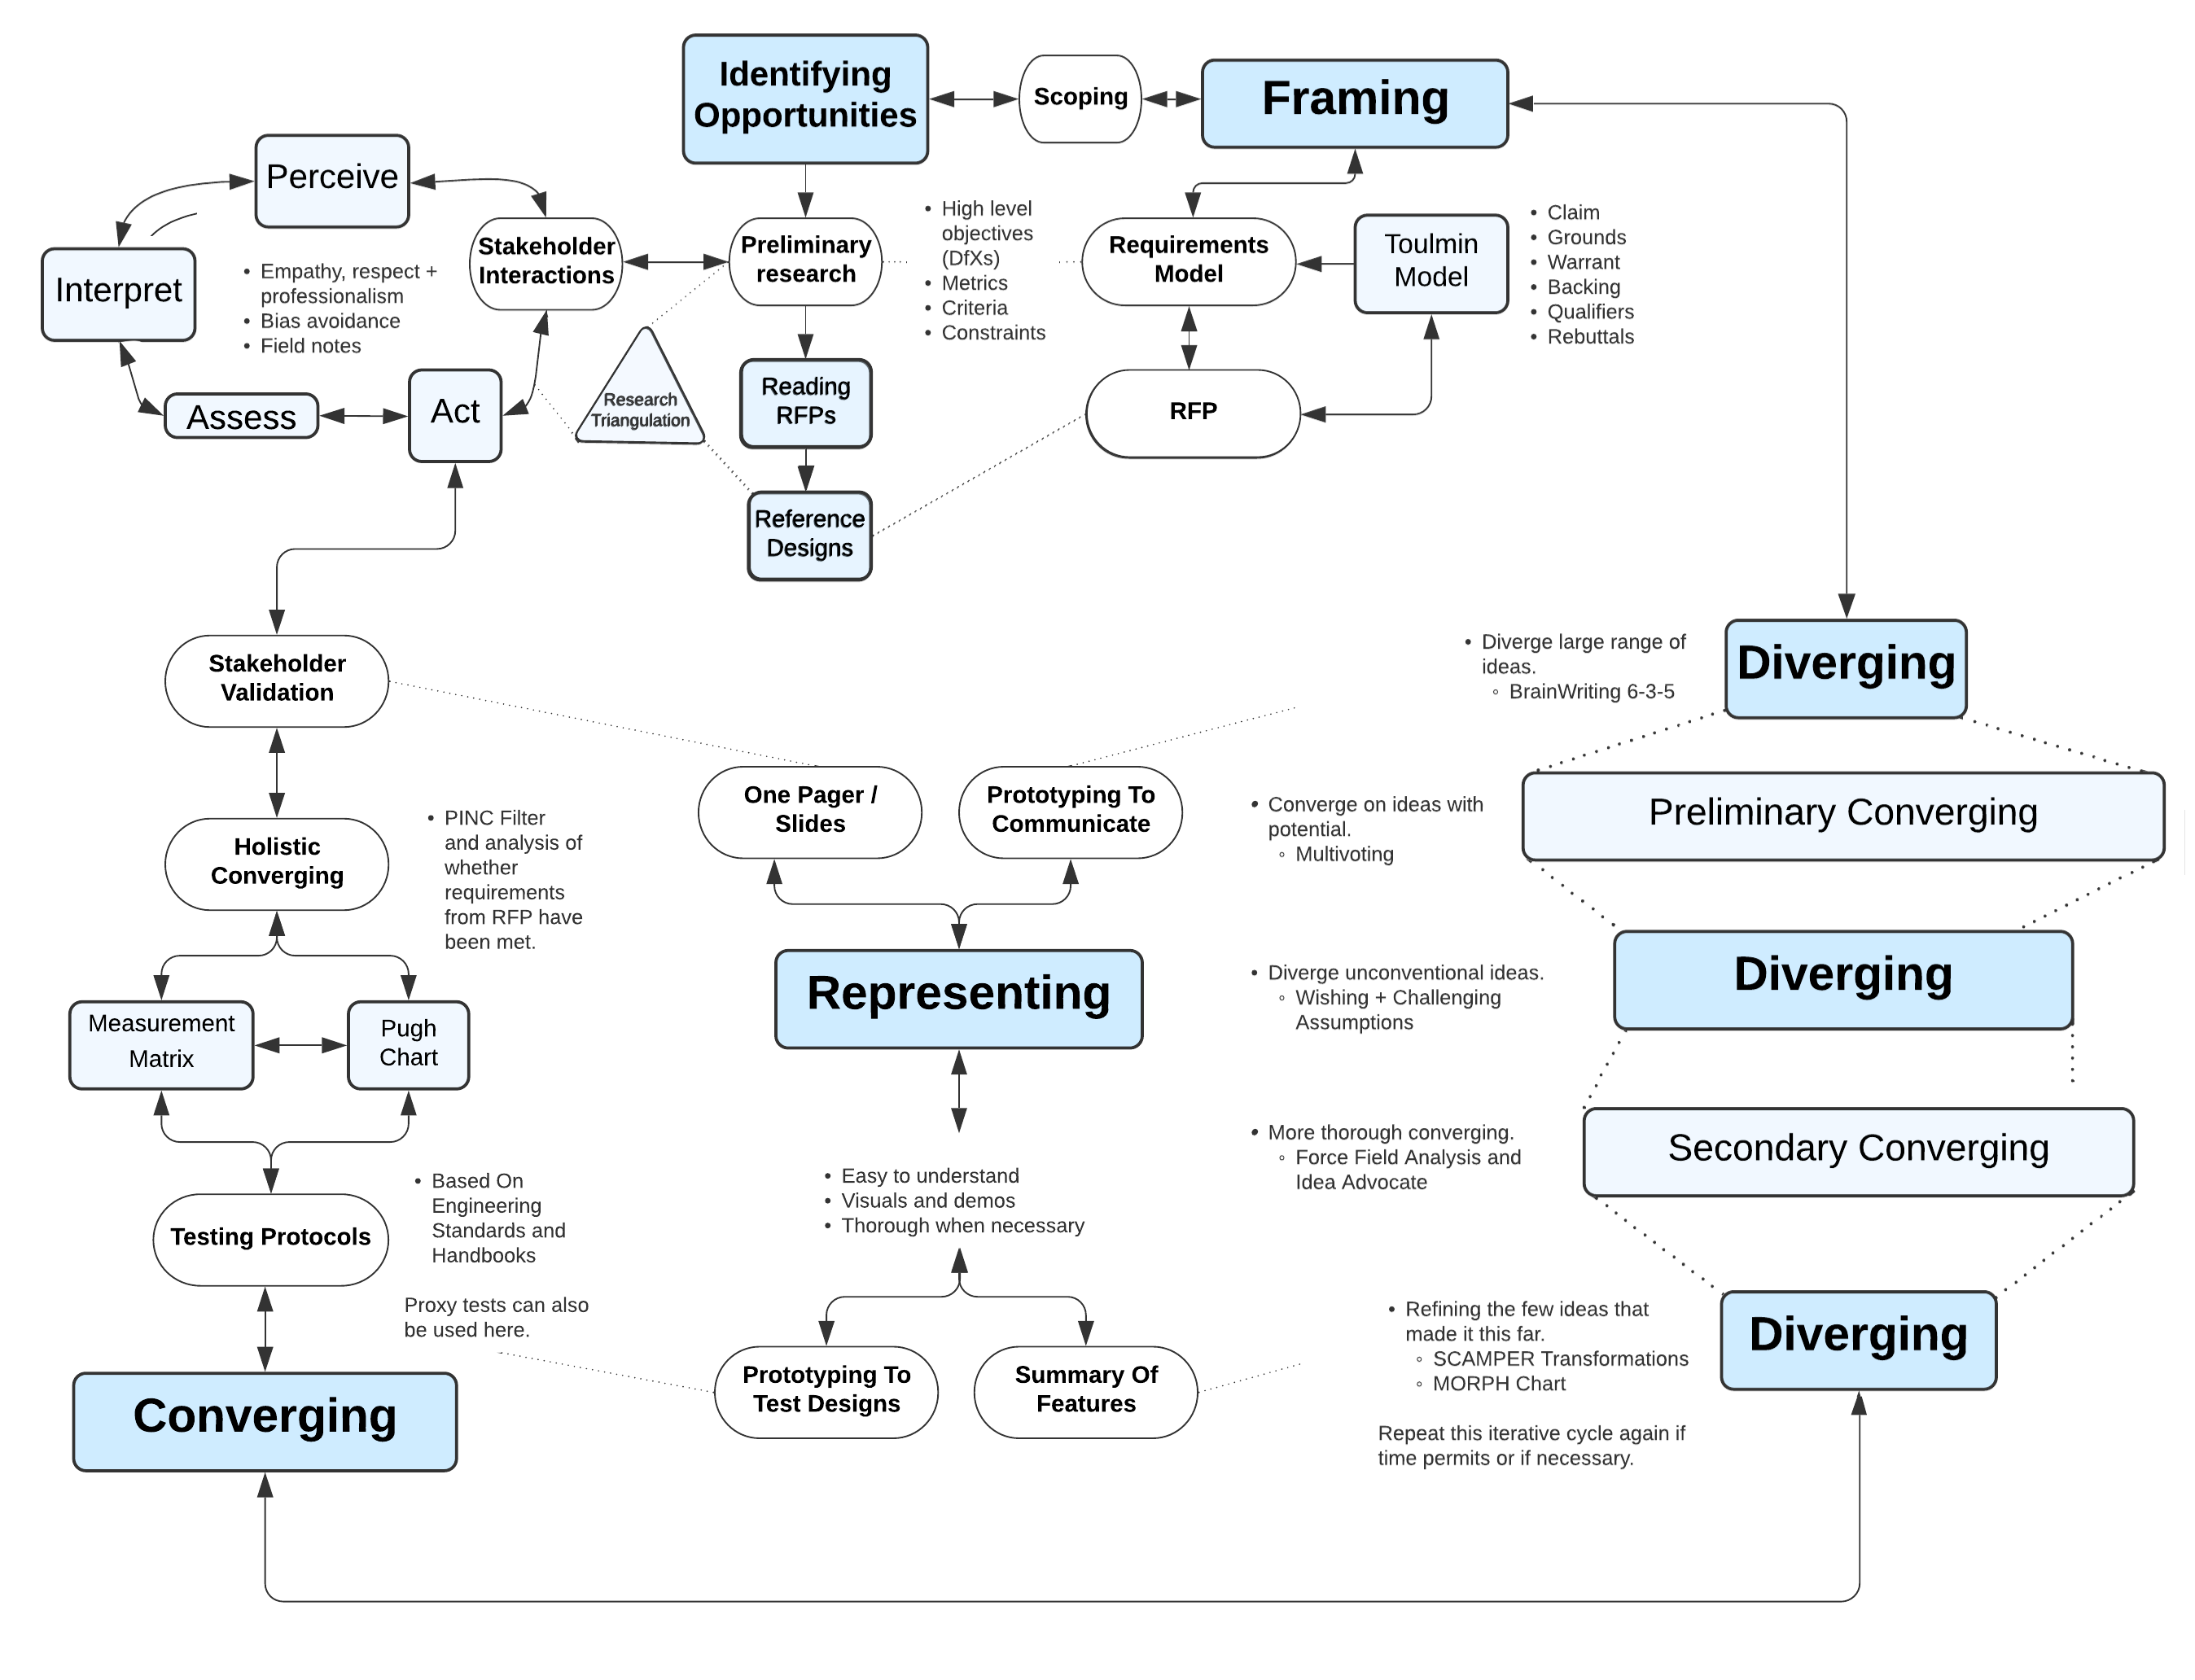 Identifying
Opportunities
Scoping
Framing
Perceive
Interpret
Assess
Act
• Empathy, respect +
professionalism
• Bias avoidance
• Field notes
Stakeholder
Interactions
Preliminary
research
Research
Triangulation
Reading
RFPs
Reference
Designs
• High level
objectives
(DfXs)
• Metrics
• Criteria
• Constraints
Requirements
Model
RFP
Toulmin
Model
• Claim
• Grounds
• Warrant
• Backing
• Qualifiers
• Rebuttals
Stakeholder
Validation
Holistic
Converging
• PINC Filter
and analysis of
whether
requirements
from RFP have
been met.
Measurement
Matrix
Pugh
Chart
Testing Protocols
• Based On
Engineering
Standards and
Handbooks
Proxy tests can also
be used here.
Converging
One Pager /
Slides
Prototyping To
Communicate
Representing
• Easy to understand
• Visuals and demos
• Thorough when necessary
Prototyping To
Test Designs
Summary Of
Features
• Diverge large range of
ideas.
◦ BrainWriting 6-3-5
Diverging
• Converge on ideas with
potential.
◦ Multivoting
Preliminary Converging
• Diverge unconventional ideas.
◦ Wishing + Challenging
Assumptions
Diverging
• More thorough converging.
◦ Force Field Analysis and
Idea Advocate
Secondary Converging
• Refining the few ideas that
made it this far.
◦ SCAMPER Transformations
◦ MORPH Chart
Repeat this iterative cycle again if
time permits or if necessary.
Diverging